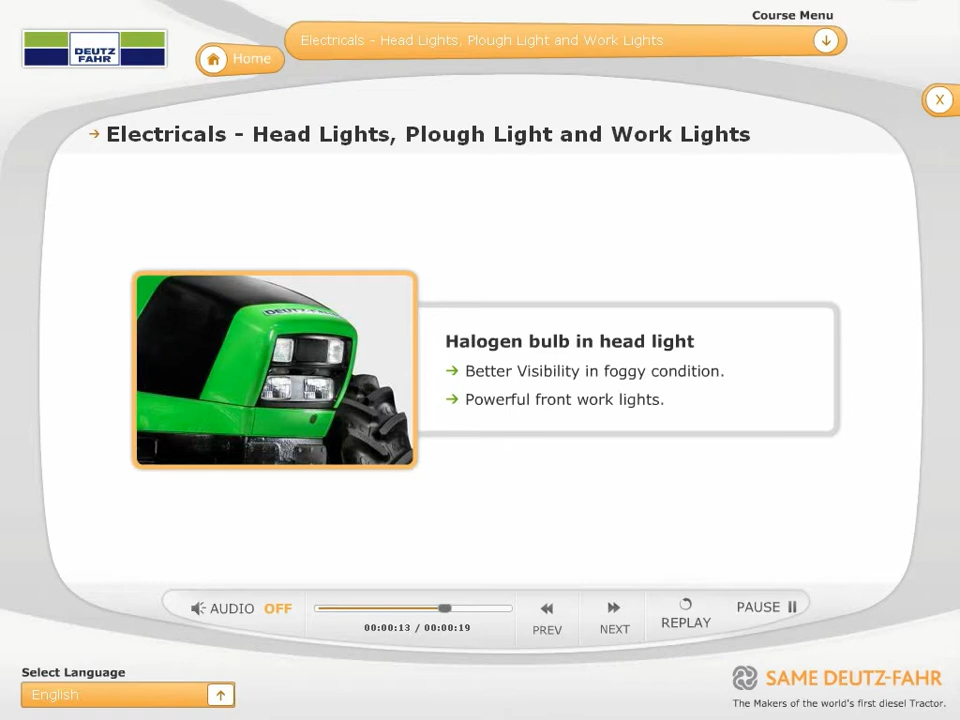 Course Menu
DEUTZ
FAHR
Home
Electricals - Head Lights, Plough Light and Work Lights
X
Electricals - Head Lights, Plough Light and Work Lights
DEUTZ-FAHR
Halogen bulb in head light
Better Visibility in foggy condition.
Powerful front work lights.
AUDIO OFF
00:00:13 / 00:00:19
PREV
NEXT
REPLAY
PAUSE
Select Language
English
SAME DEUTZ-FAHR
The Makers of the world's first diesel Tractor.